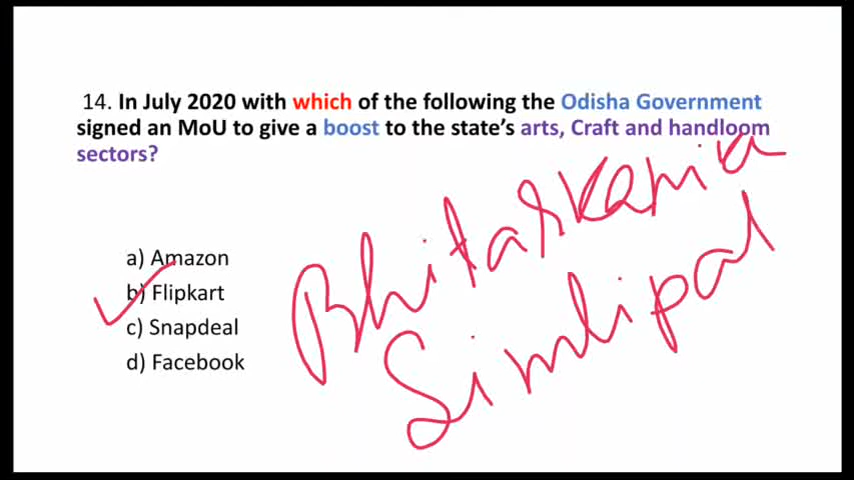 14. In July 2020 with which of the following the Odisha Government
signed an MoU to give a boost to the state's arts, Craft and handloom
sectors?
a) Amazon
b) Flipkart
c) Snapdeal
d) Facebook
Bhitarkania
Simlipal